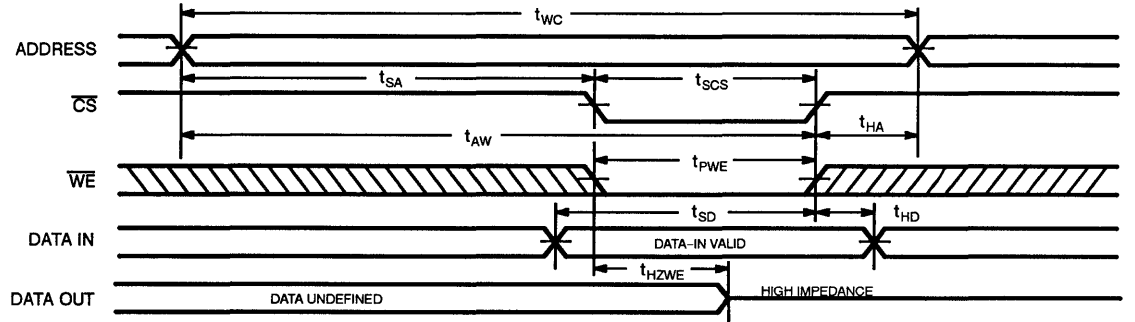 tWC
ADDRESS
tSA
tSCS
CS
tAW
tHA
WE
tPWE
tSD
tHD
DATA IN
DATA-IN VALID
tHZWE
DATA OUT
DATA UNDEFINED
HIGH IMPEDANCE